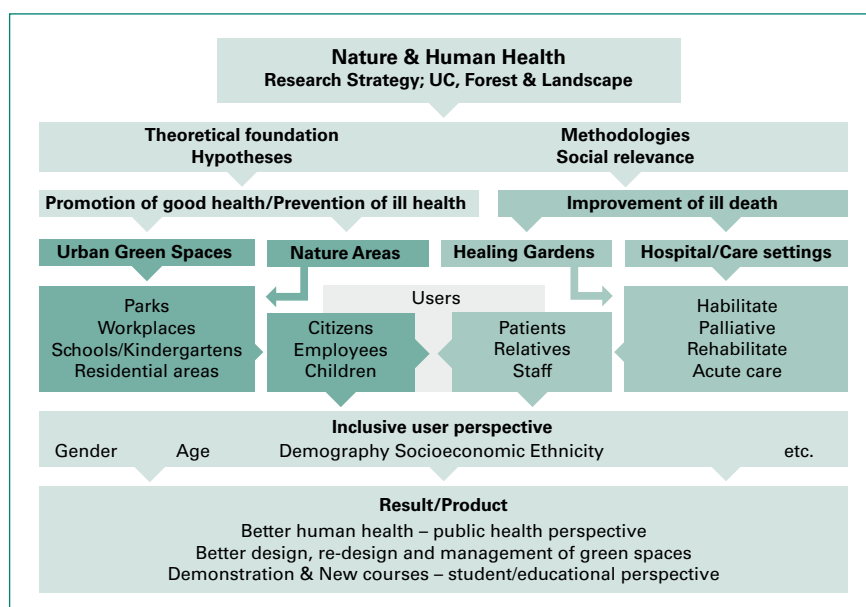 Nature & Human Health
Research Strategy; UC, Forest & Landscape
Theoretical foundation
Hypotheses
Methodologies
Social relevance
Promotion of good health/Prevention of ill health
Improvement of ill death
Urban Green Spaces
Nature Areas
Healing Gardens
Hospital/Care settings
Parks
Workplaces
Schools/Kindergartens
Residential areas
Users
Citizens
Employees
Children
Patients
Relatives
Staff
Habilitate
Palliative
Rehabilitate
Acute care
Inclusive user perspective
Gender Age Demography Socioeconomic Ethnicity etc.
Result/Product
Better human health – public health perspective
Better design, re-design and management of green spaces
Demonstration & New courses – student/educational perspective